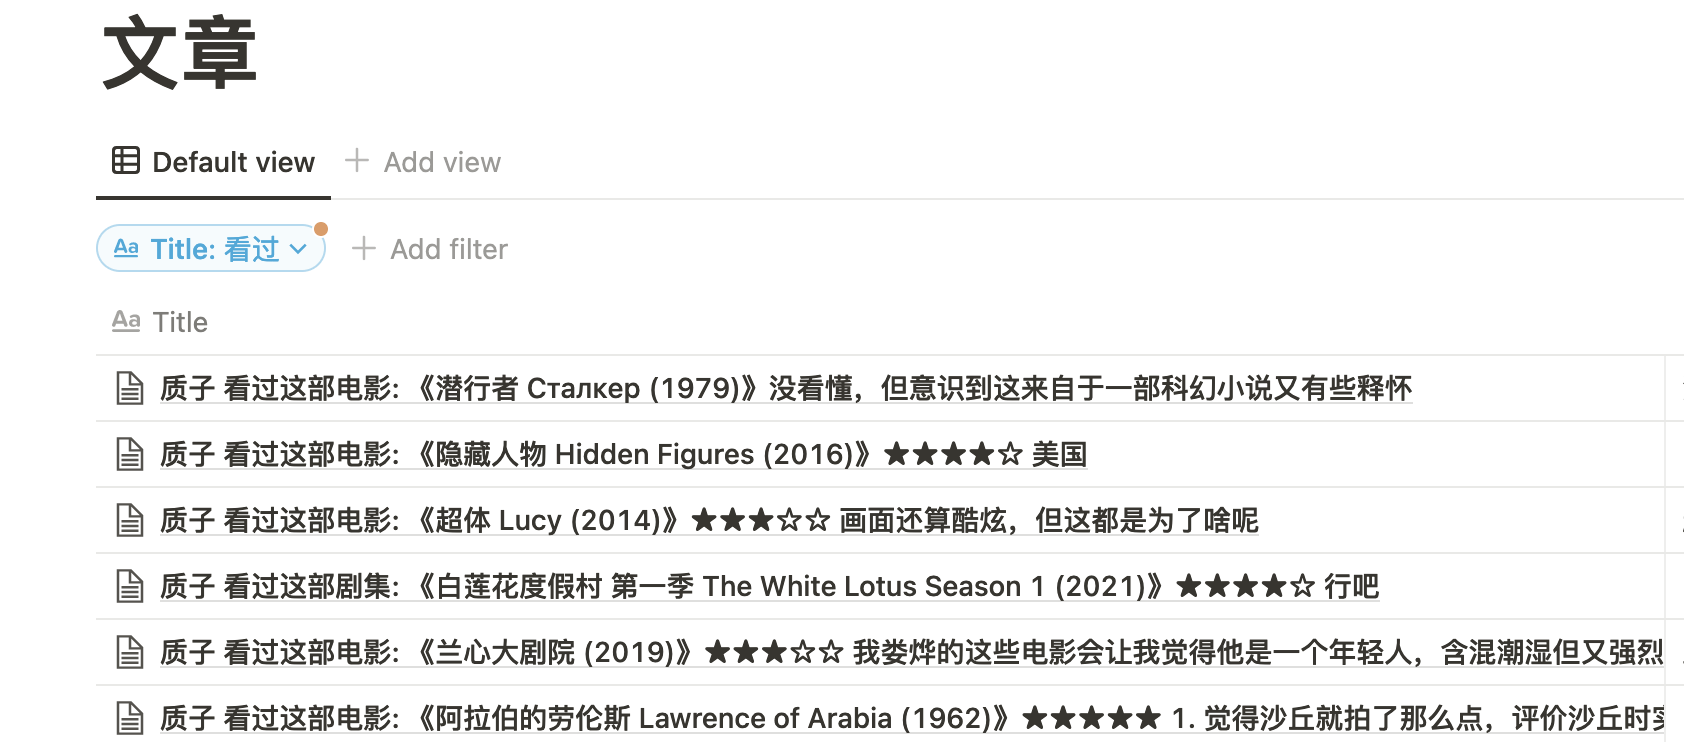 文章
Default view + Add view
Aa Title: 看过 + Add filter
Aa Title
质子 看过这部电影: 《潜行者 Сталкер (1979)》没看懂，但意识到这来自于一部科幻小说又有些释怀
质子 看过这部电影: 《隐藏人物 Hidden Figures (2016)》★★★★☆ 美国
质子 看过这部电影: 《超体 Lucy (2014)》★★★☆☆ 画面还算酷炫，但这都是为了啥呢
质子 看过这部剧集: 《白莲花度假村 第一季 The White Lotus Season 1 (2021)》★★★★☆ 行吧
质子 看过这部电影: 《兰心大剧院 (2019)》★★★☆☆ 我娄烨的这些电影会让我觉得他是一个年轻人，含混潮湿但又强烈
质子 看过这部电影: 《阿拉伯的劳伦斯 Lawrence of Arabia (1962)》★★★★★ 1. 觉得沙丘就拍了那么点，评价沙丘时